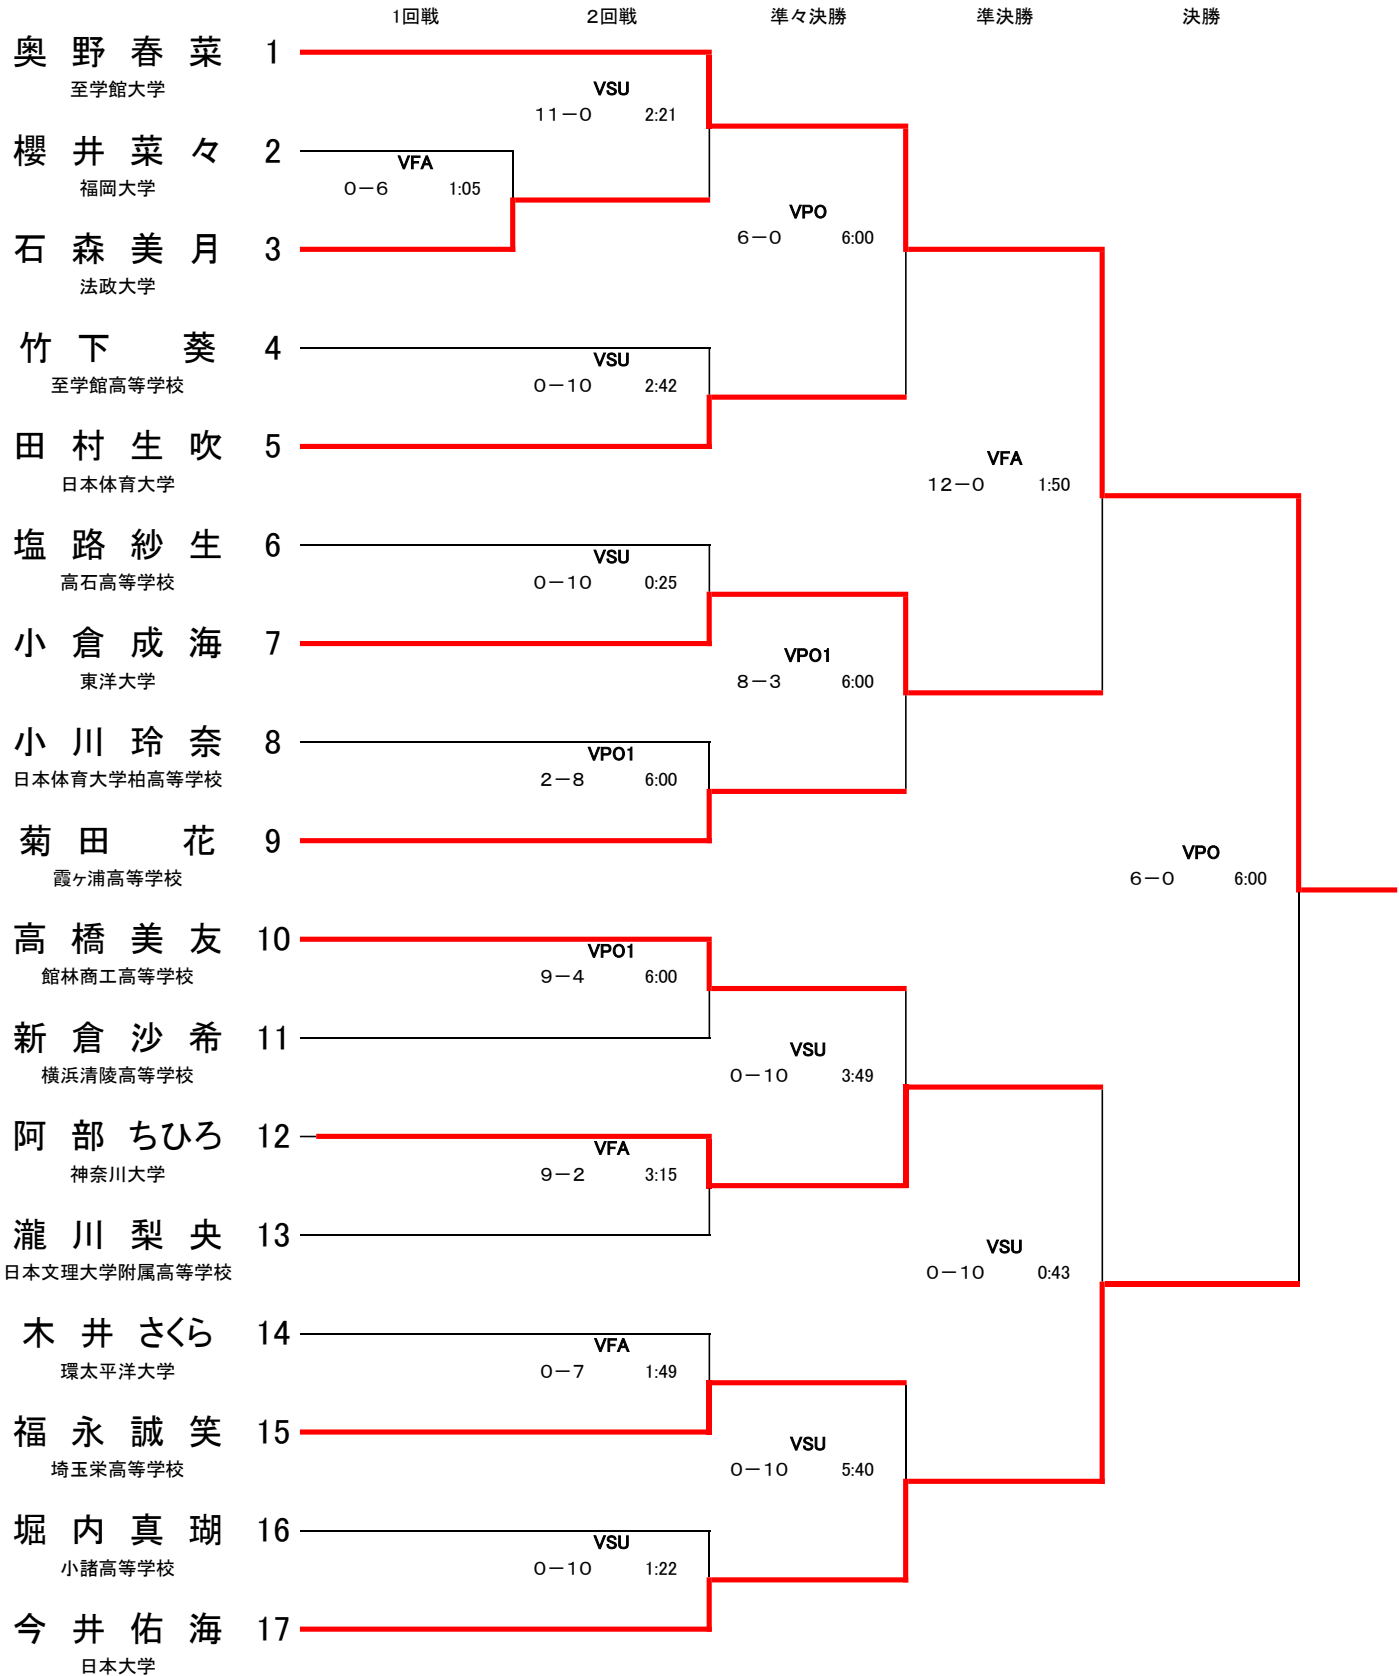 1回戦 2回戦 準々決勝 準決勝 決勝
奥野春菜 1
至学館大学
VSU
11－0 2:21
櫻井菜々 2
福岡大学
VFA
0－6 1:05
石森美月 3
法政大学
VPO
6－0 6:00
竹下 葵 4
至学館高等学校
VSU
0－10 2:42
田村生吹 5
日本体育大学
VFA
12－0 1:50
塩路紗生 6
高石高等学校
VSU
0－10 0:25
小倉成海 7
東洋大学
VPO1
8－3 6:00
小川玲奈 8
日本体育大学柏高等学校
VPO1
2－8 6:00
菊田 花 9
霞ヶ浦高等学校
VPO
6－0 6:00
高橋美友 10
館林商工高等学校
VPO1
9－4 6:00
新倉沙希 11
横浜清陵高等学校
VSU
0－10 3:49
阿部ちひろ 12
神奈川大学
VFA
9－2 3:15
瀧川梨央 13
日本文理大学附属高等学校
VSU
0－10 0:43
木井さくら 14
環太平洋大学
VFA
0－7 1:49
福永誠笑 15
埼玉栄高等学校
VSU
0－10 5:40
堀内真瑚 16
小諸高等学校
VSU
0－10 1:22
今井佑海 17
日本大学